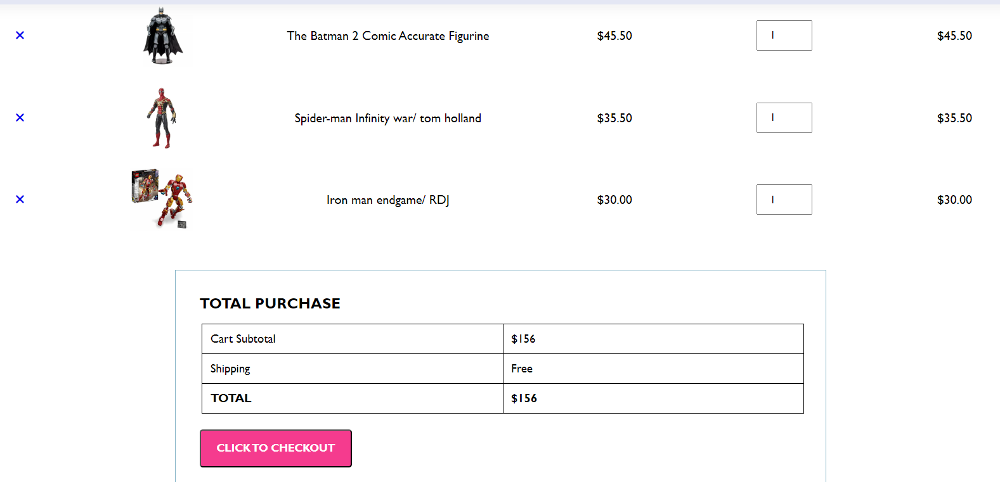 × The Batman 2 Comic Accurate Figurine $45.50 1 $45.50
× Spider-man Infinity war/ tom holland $35.50 1 $35.50
× Iron man endgame/ RDJ $30.00 1 $30.00
TOTAL PURCHASE
Cart Subtotal $156
Shipping Free
TOTAL $156
CLICK TO CHECKOUT